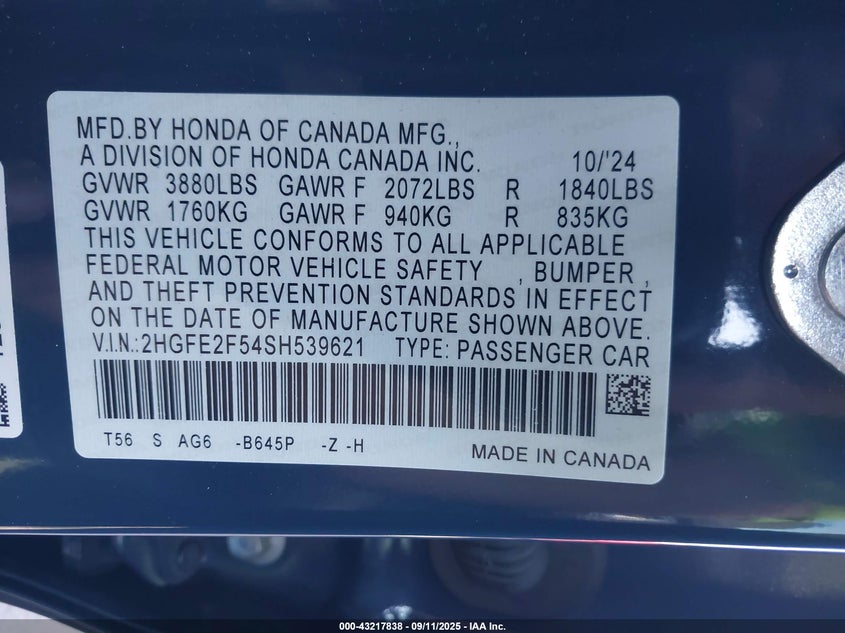 MFD.BY HONDA OF CANADA MFG.,
A DIVISION OF HONDA CANADA INC. 10/'24
GVWR 3880LBS GAWR F 2072LBS R 1840LBS
GVWR 1760KG GAWR F 940KG R 835KG
THIS VEHICLE CONFORMS TO ALL APPLICABLE
FEDERAL MOTOR VEHICLE SAFETY , BUMPER ,
AND THEFT PREVENTION STANDARDS IN EFFECT
ON THE DATE OF MANUFACTURE SHOWN ABOVE.
V.I.N.:2HGFE2F54SH539621 TYPE: PASSENGER CAR
T56 S AG6 -B645P -Z -H
MADE IN CANADA
000-43217838 - 09/11/2025 - IAA Inc.